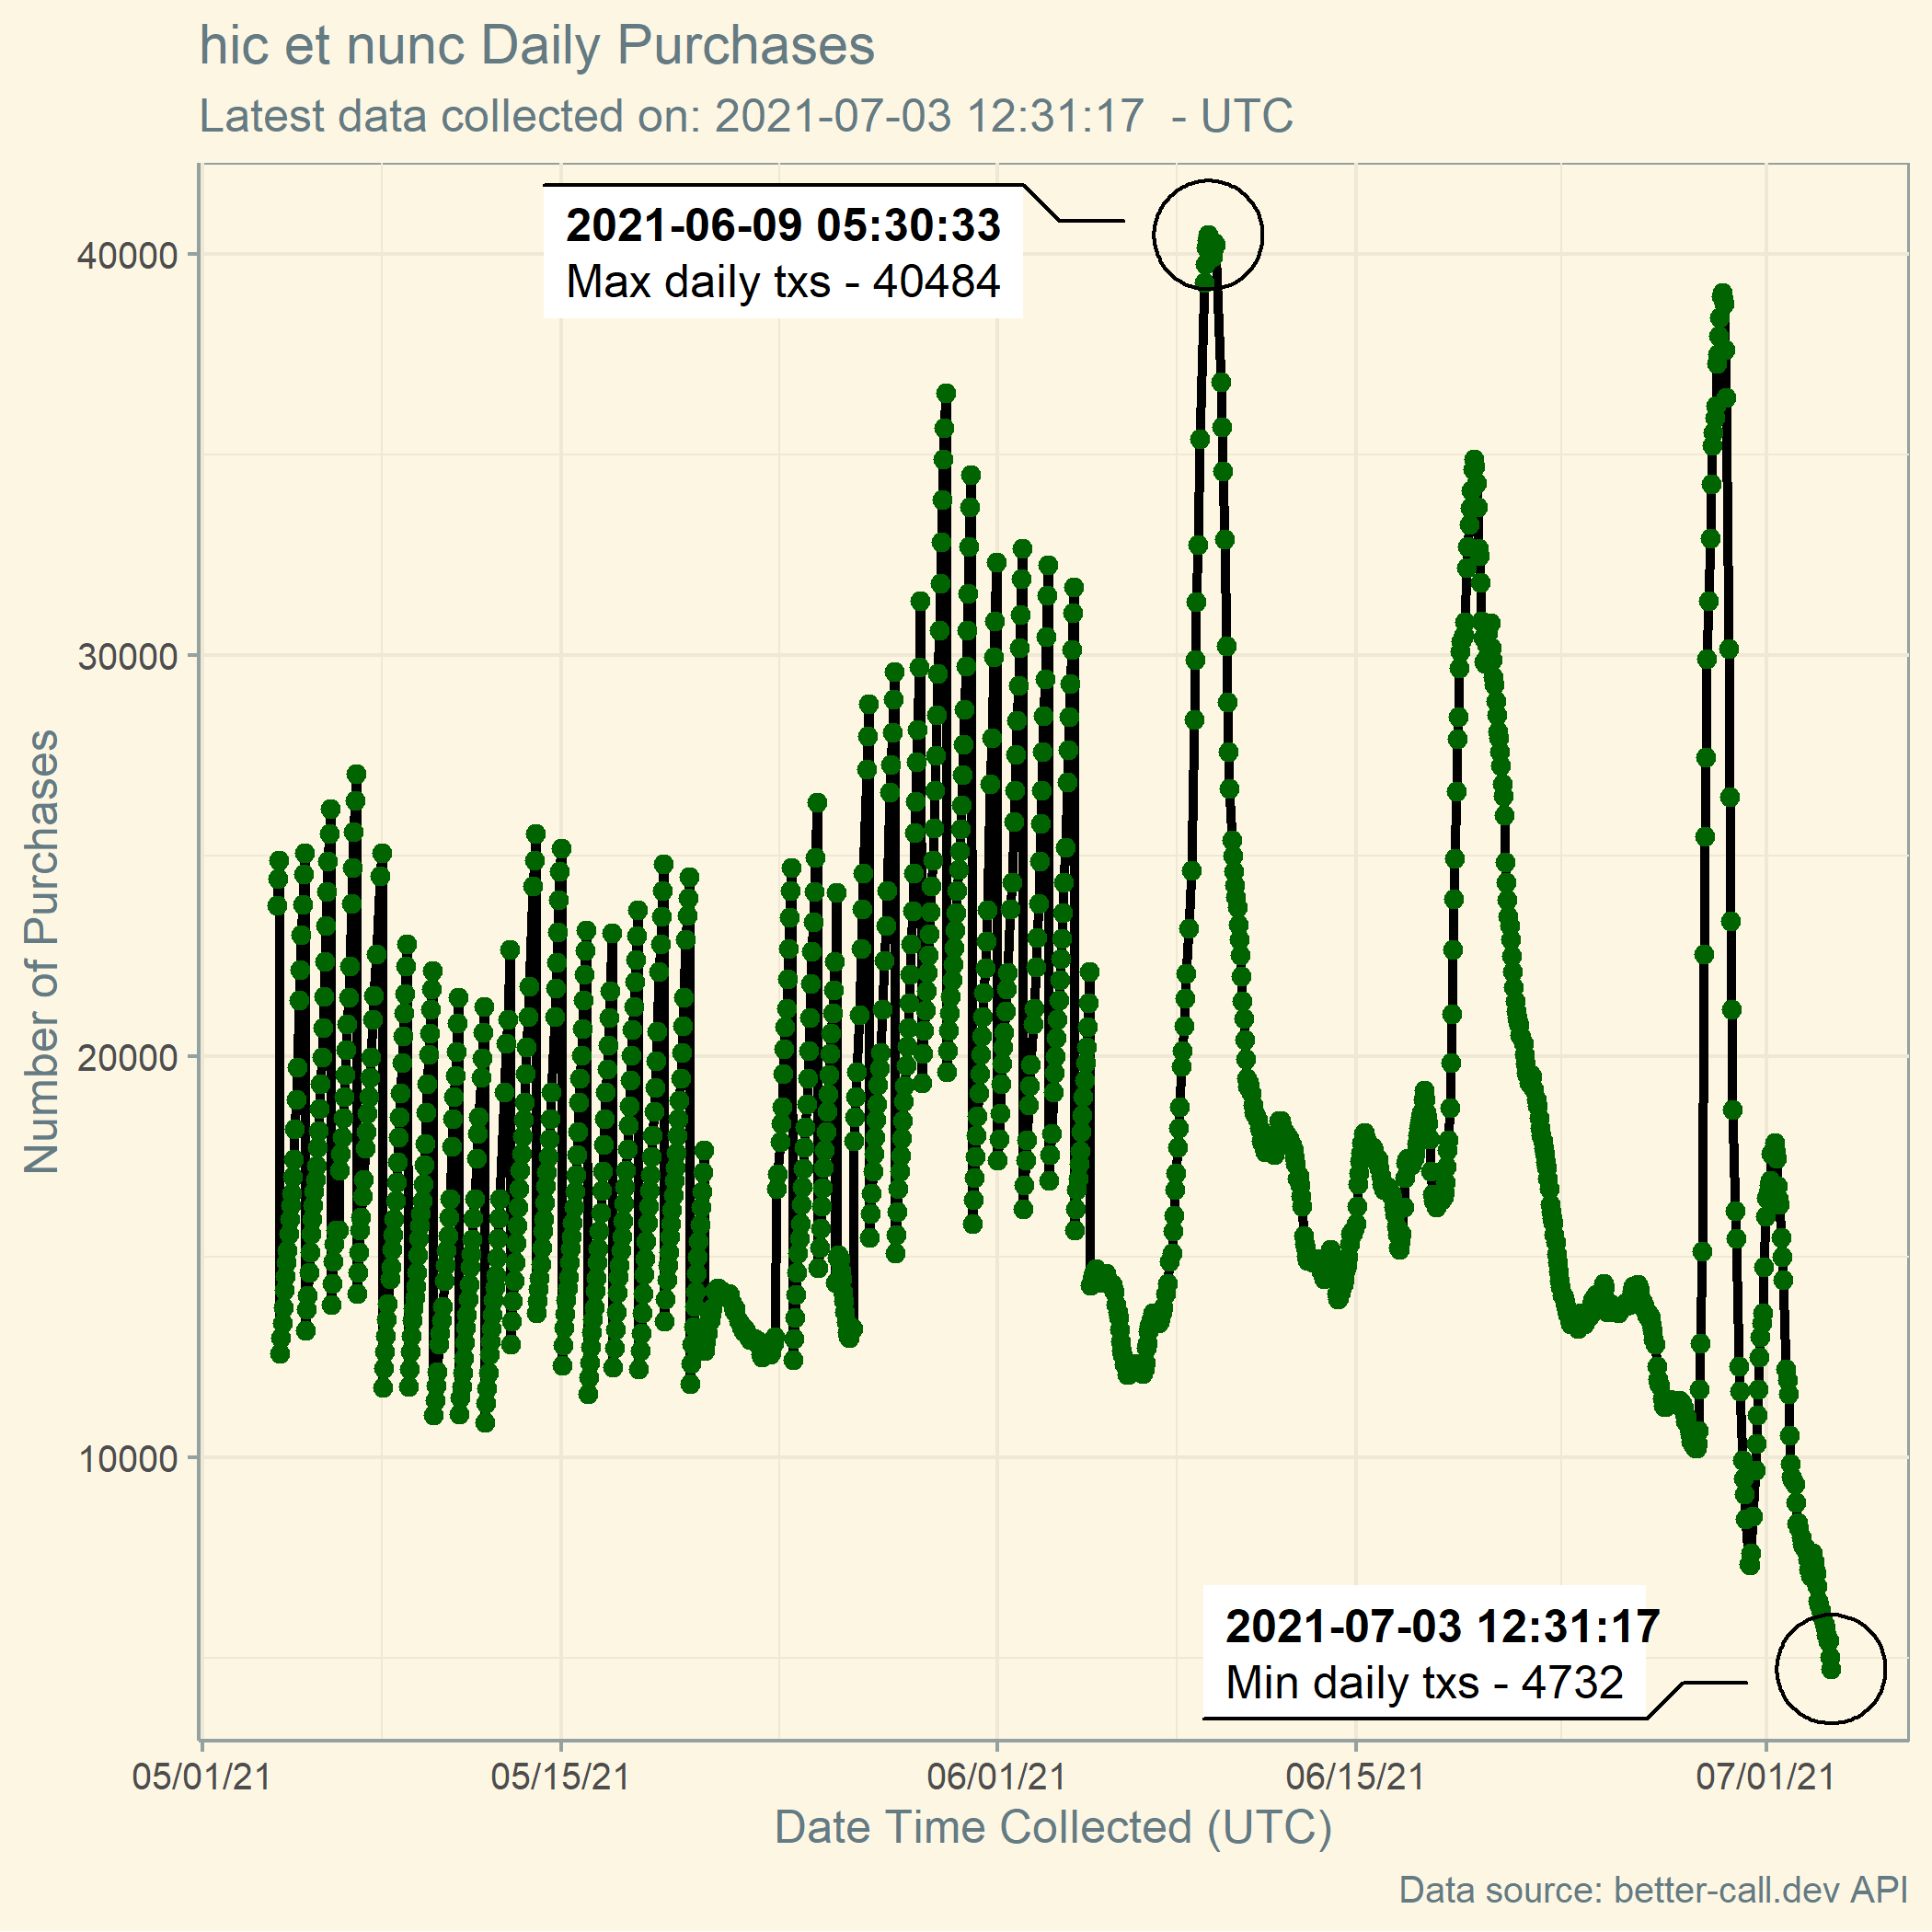 hic et nunc Daily Purchases
Latest data collected on: 2021-07-03 12:31:17  - UTC
2021-06-09 05:30:33
Max daily txs - 40484
40000
30000
20000
10000
Number of Purchases
2021-07-03 12:31:17
Min daily txs - 4732
05/01/21 05/15/21 06/01/21 06/15/21 07/01/21
Date Time Collected (UTC)
Data source: better-call.dev API